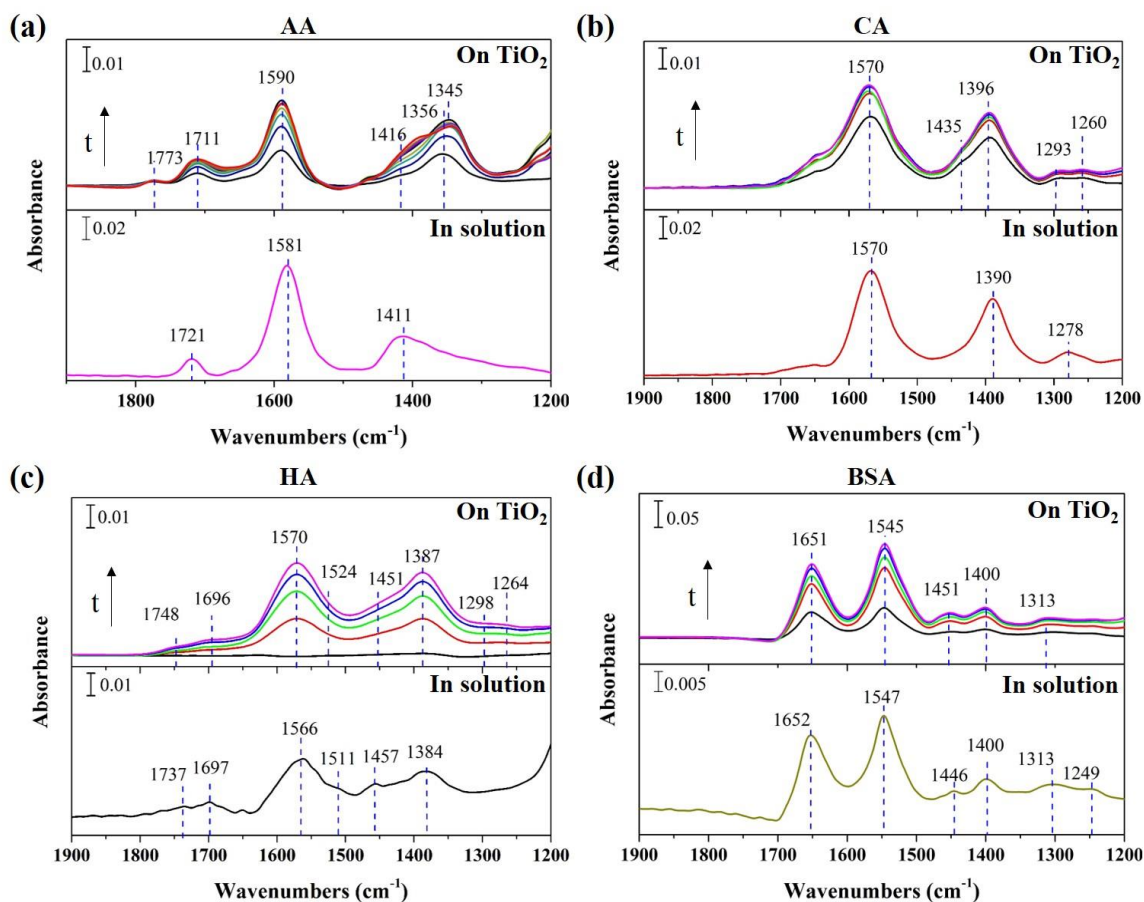 (a)
AA
On TiO2
0.01
t
1773
1711
1590
1416
1356
1345
In solution
0.02
1721
1581
1411
Absorbance
1800 1600 1400 1200
Wavenumbers (cm-1)
(b)
CA
On TiO2
0.01
t
1570
1435
1396
1293
1260
In solution
0.02
1570
1390
1278
Absorbance
1900 1800 1700 1600 1500 1400 1300 1200
Wavenumbers (cm-1)
(c)
HA
On TiO2
0.01
t
1748
1696
1570
1524
1451
1387
1298
1264
In solution
0.01
1737
1697
1566
1511
1457
1384
Absorbance
1900 1800 1700 1600 1500 1400 1300 1200
Wavenumbers (cm-1)
(d)
BSA
On TiO2
0.05
t
1651
1545
1451
1400
1313
In solution
0.005
1652
1547
1446
1400
1313
1249
Absorbance
1900 1800 1700 1600 1500 1400 1300 1200
Wavenumbers (cm-1)